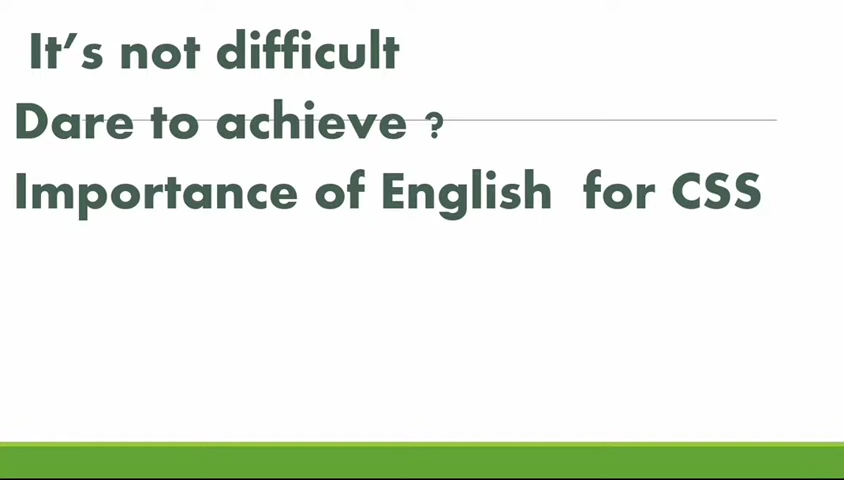 It's not difficult
Dare to achieve ?
Importance of English for CSS